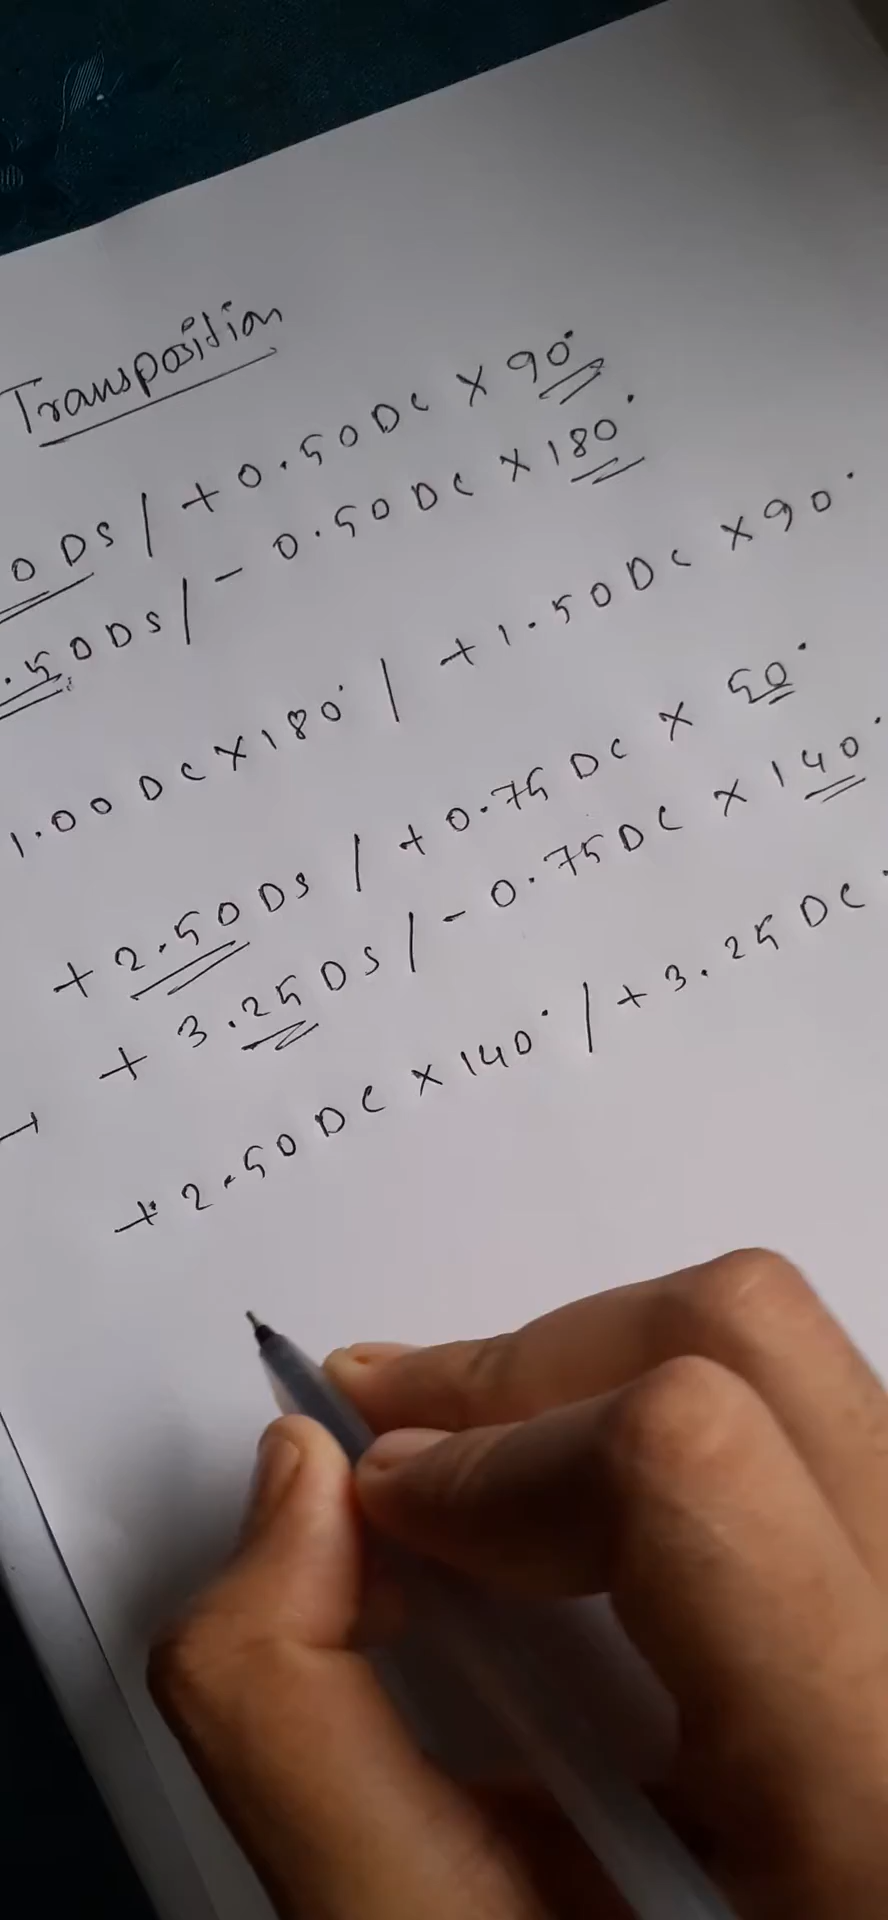 Transposition
0 DS / + 0.50 DC × 90°
.50 DS / - 0.50 DC × 180°
1.00 DC × 180° / + 1.50 DC × 90°
+ 2.50 DS / + 0.75 DC × 50°
+ 3.25 DS / - 0.75 DC × 140°
→ + 2.50 DC × 140° / + 3.25 DC